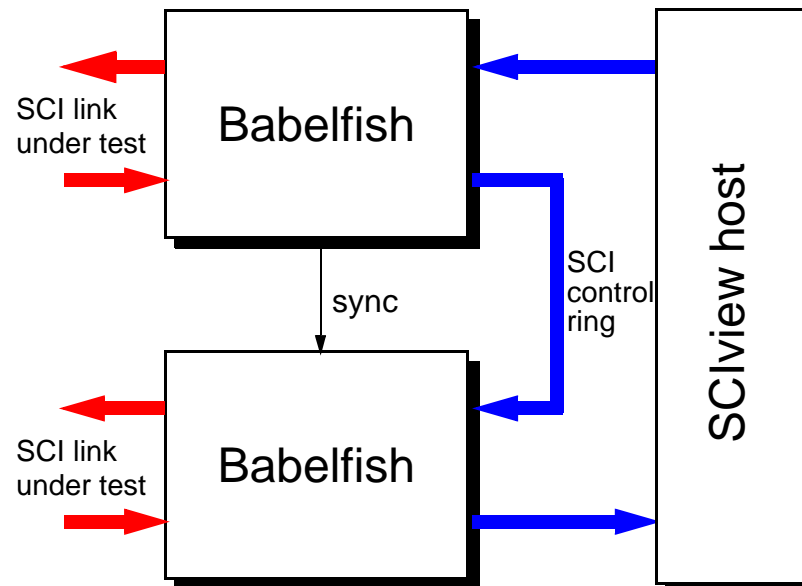 SCI link
under test
Babelfish
SCIview host
SCI
control
ring
sync
SCI link
under test
Babelfish